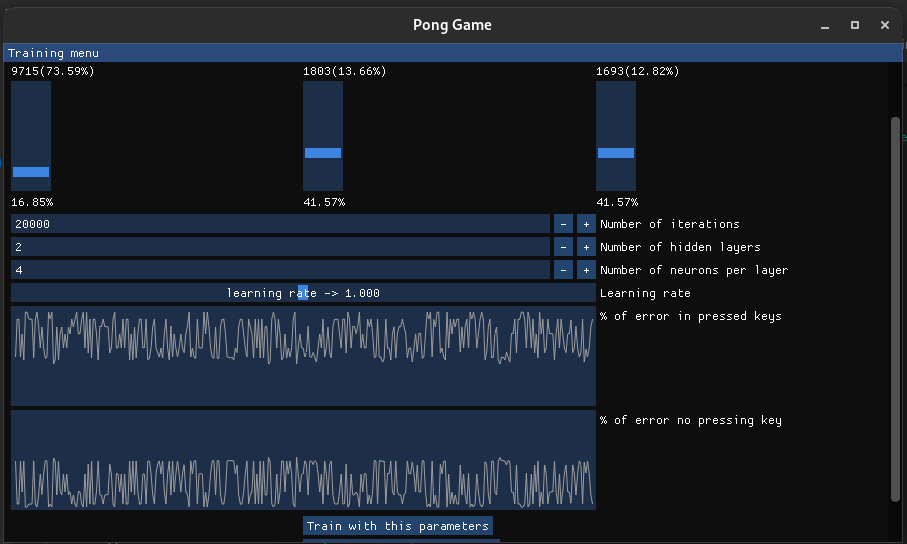 Pong Game
Training menu
9715(73.59%) 1803(13.66%) 1693(12.82%)
16.85% 41.57% 41.57%
20000 - + Number of iterations
2 - + Number of hidden layers
4 - + Number of neurons per layer
learning rate -> 1.000 Learning rate
% of error in pressed keys
% of error no pressing key
Train with this parameters